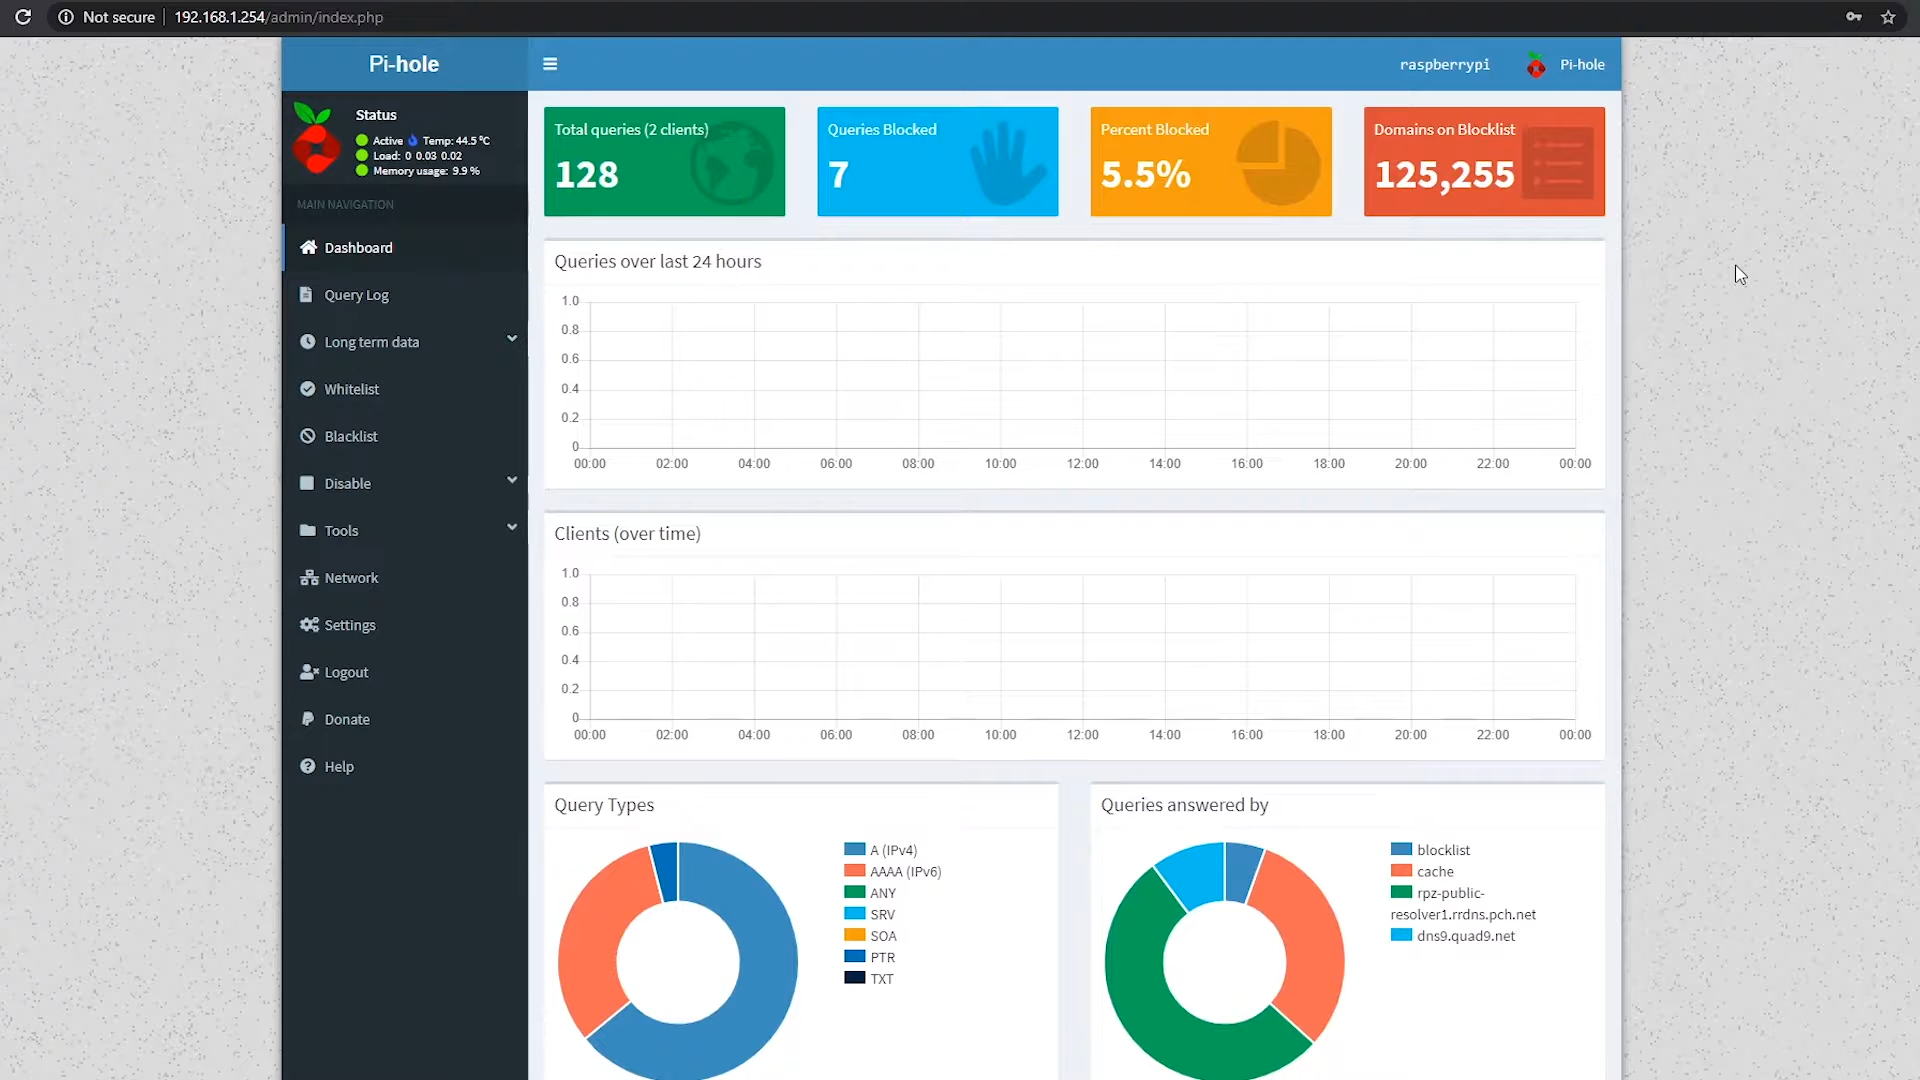 Not secure | 192.168.1.254/admin/index.php
Pi-hole
raspberrypi
Pi-hole
Status
Active Temp: 44.5 °C
Load: 0 0.03 0.02
Memory usage: 9.9 %
MAIN NAVIGATION
Dashboard
Query Log
Long term data
Whitelist
Blacklist
Disable
Tools
Network
Settings
Logout
Donate
Help
Total queries (2 clients)
128
Queries Blocked
7
Percent Blocked
5.5%
Domains on Blocklist
125,255
Queries over last 24 hours
1.0
0.8
0.6
0.4
0.2
0
00:00 02:00 04:00 06:00 08:00 10:00 12:00 14:00 16:00 18:00 20:00 22:00 00:00
Clients (over time)
1.0
0.8
0.6
0.4
0.2
0
00:00 02:00 04:00 06:00 08:00 10:00 12:00 14:00 16:00 18:00 20:00 22:00 00:00
Query Types
A (IPv4)
AAAA (IPv6)
ANY
SRV
SOA
PTR
TXT
Queries answered by
blocklist
cache
rpz-public-
resolver1.rrdns.pch.net
dns9.quad9.net